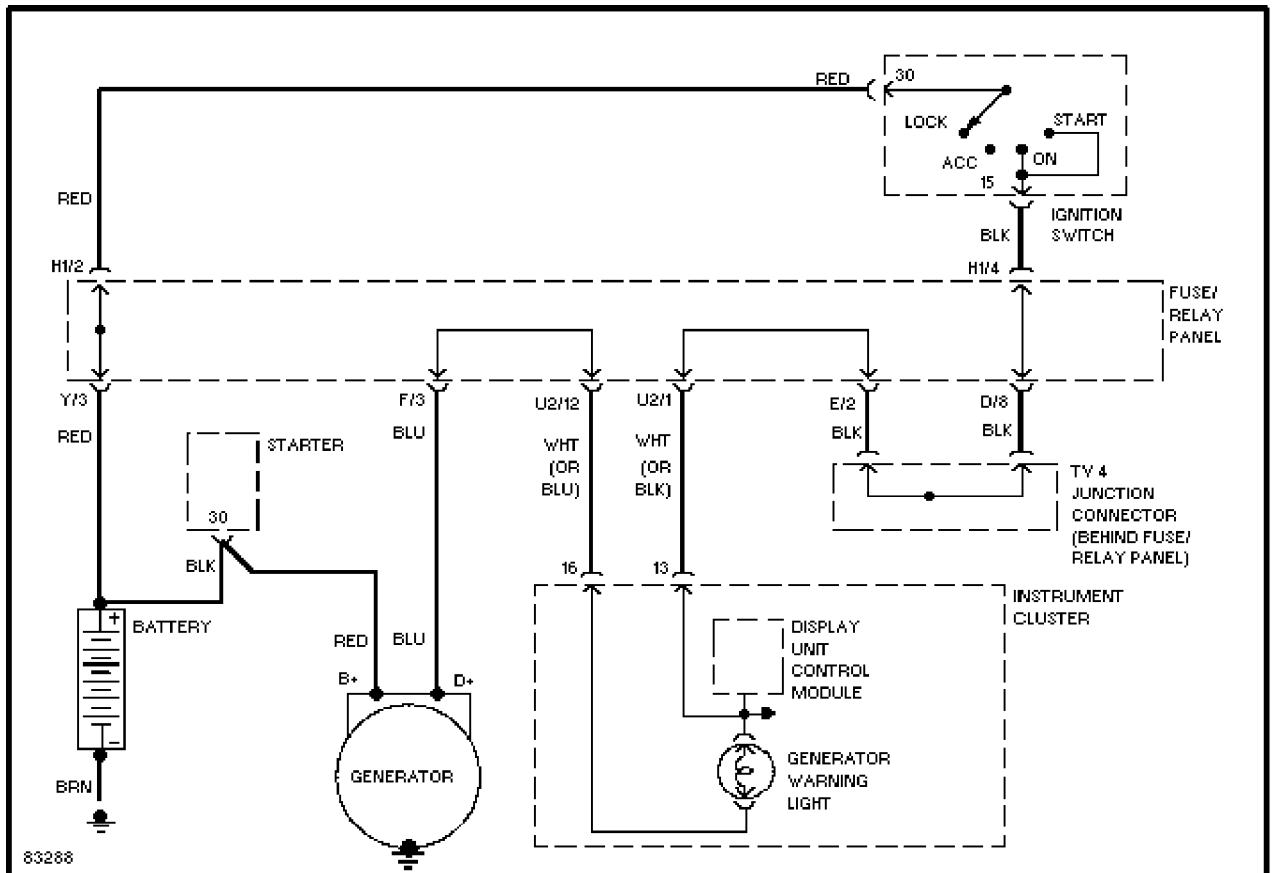 RED
30
LOCK
START
ACC
ON
15
RED
IGNITION
SWITCH
BLK
H1/2
H1/4
FUSE/
RELAY
PANEL
Y/3
F/3
U2/12
U2/1
E/2
D/8
RED
BLU
BLK
BLK
STARTER
WHT
(OR
BLU)
WHT
(OR
BLK)
TV 4
JUNCTION
CONNECTOR
(BEHIND FUSE/
RELAY PANEL)
30
BLK
16
13
INSTRUMENT
CLUSTER
+
BATTERY
RED
BLU
DISPLAY
UNIT
CONTROL
MODULE
B+
D+
-
GENERATOR
GENERATOR
WARNING
LIGHT
BRN
83288